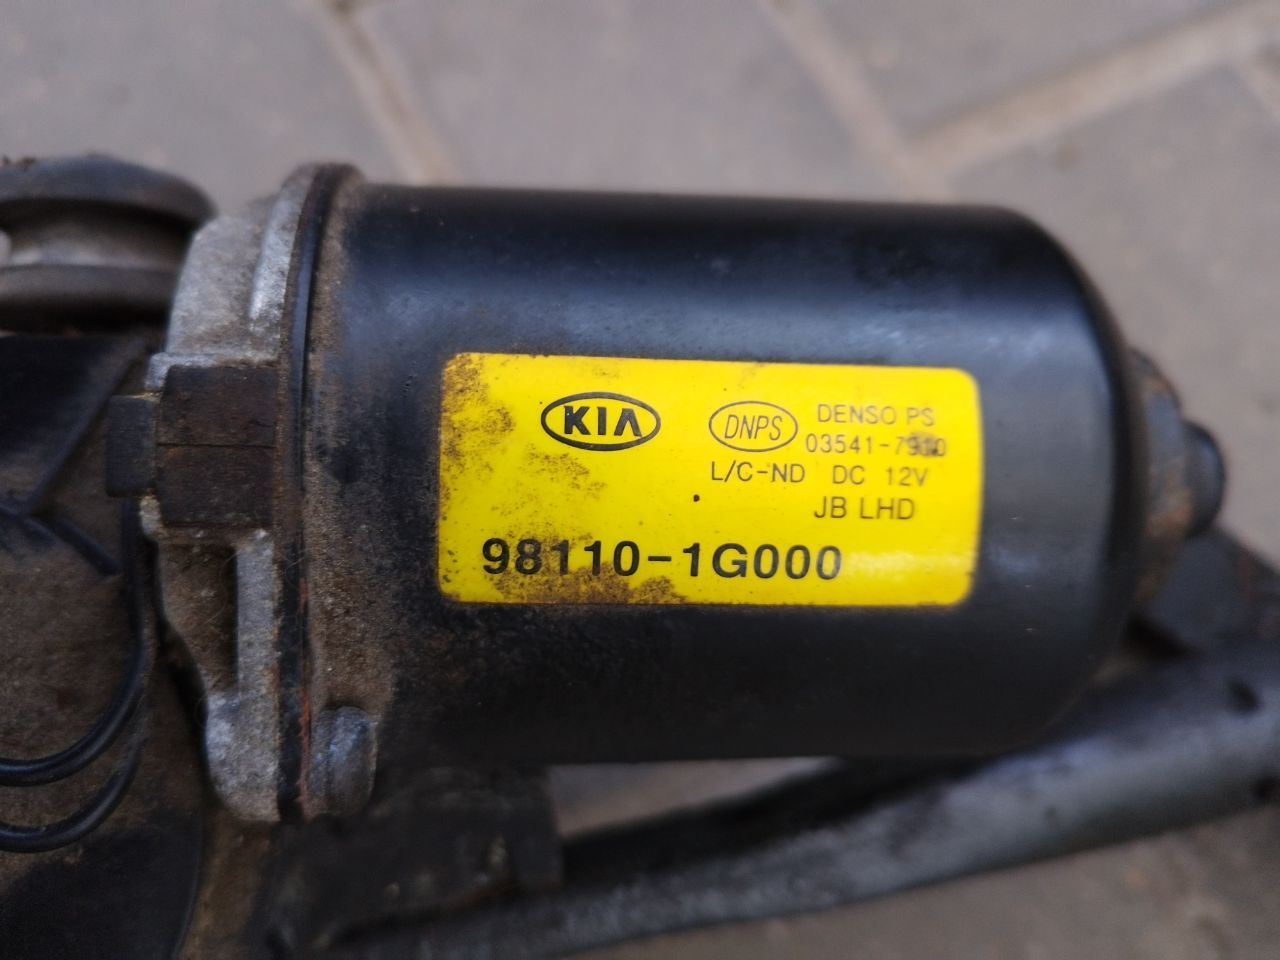 KIA
DNPS
DENSO PS
L/C-ND DC 12V
JB LHD
98110-1G000